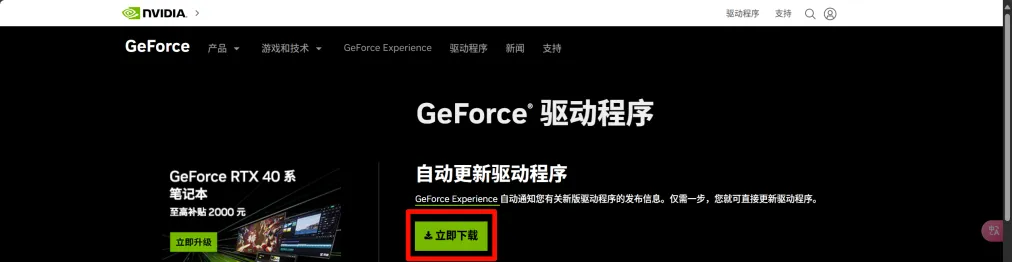 NVIDIA.
驱动程序
支持
GeForce
产品
游戏和技术
GeForce Experience
驱动程序
新闻
支持
GeForce® 驱动程序
GeForce RTX 40 系
笔记本
至高补贴 2000 元
立即升级
自动更新驱动程序
GeForce Experience 自动通知您有关新版驱动程序的发布信息。仅需一步，您就可直接更新驱动程序。
立即下载